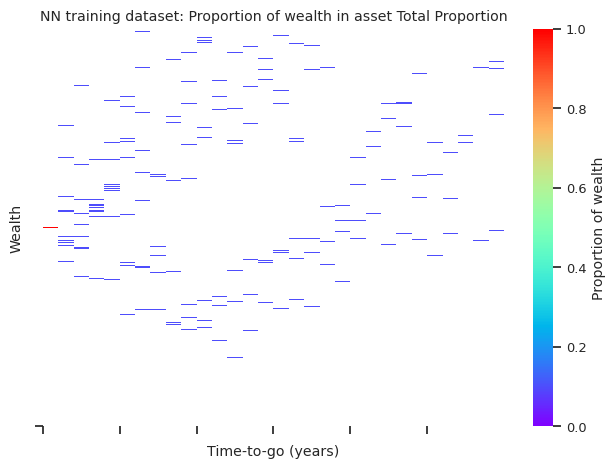 NN training dataset: Proportion of wealth in asset Total Proportion
Wealth
Time-to-go (years)
1.0
0.8
0.6
0.4
0.2
0.0
Proportion of wealth